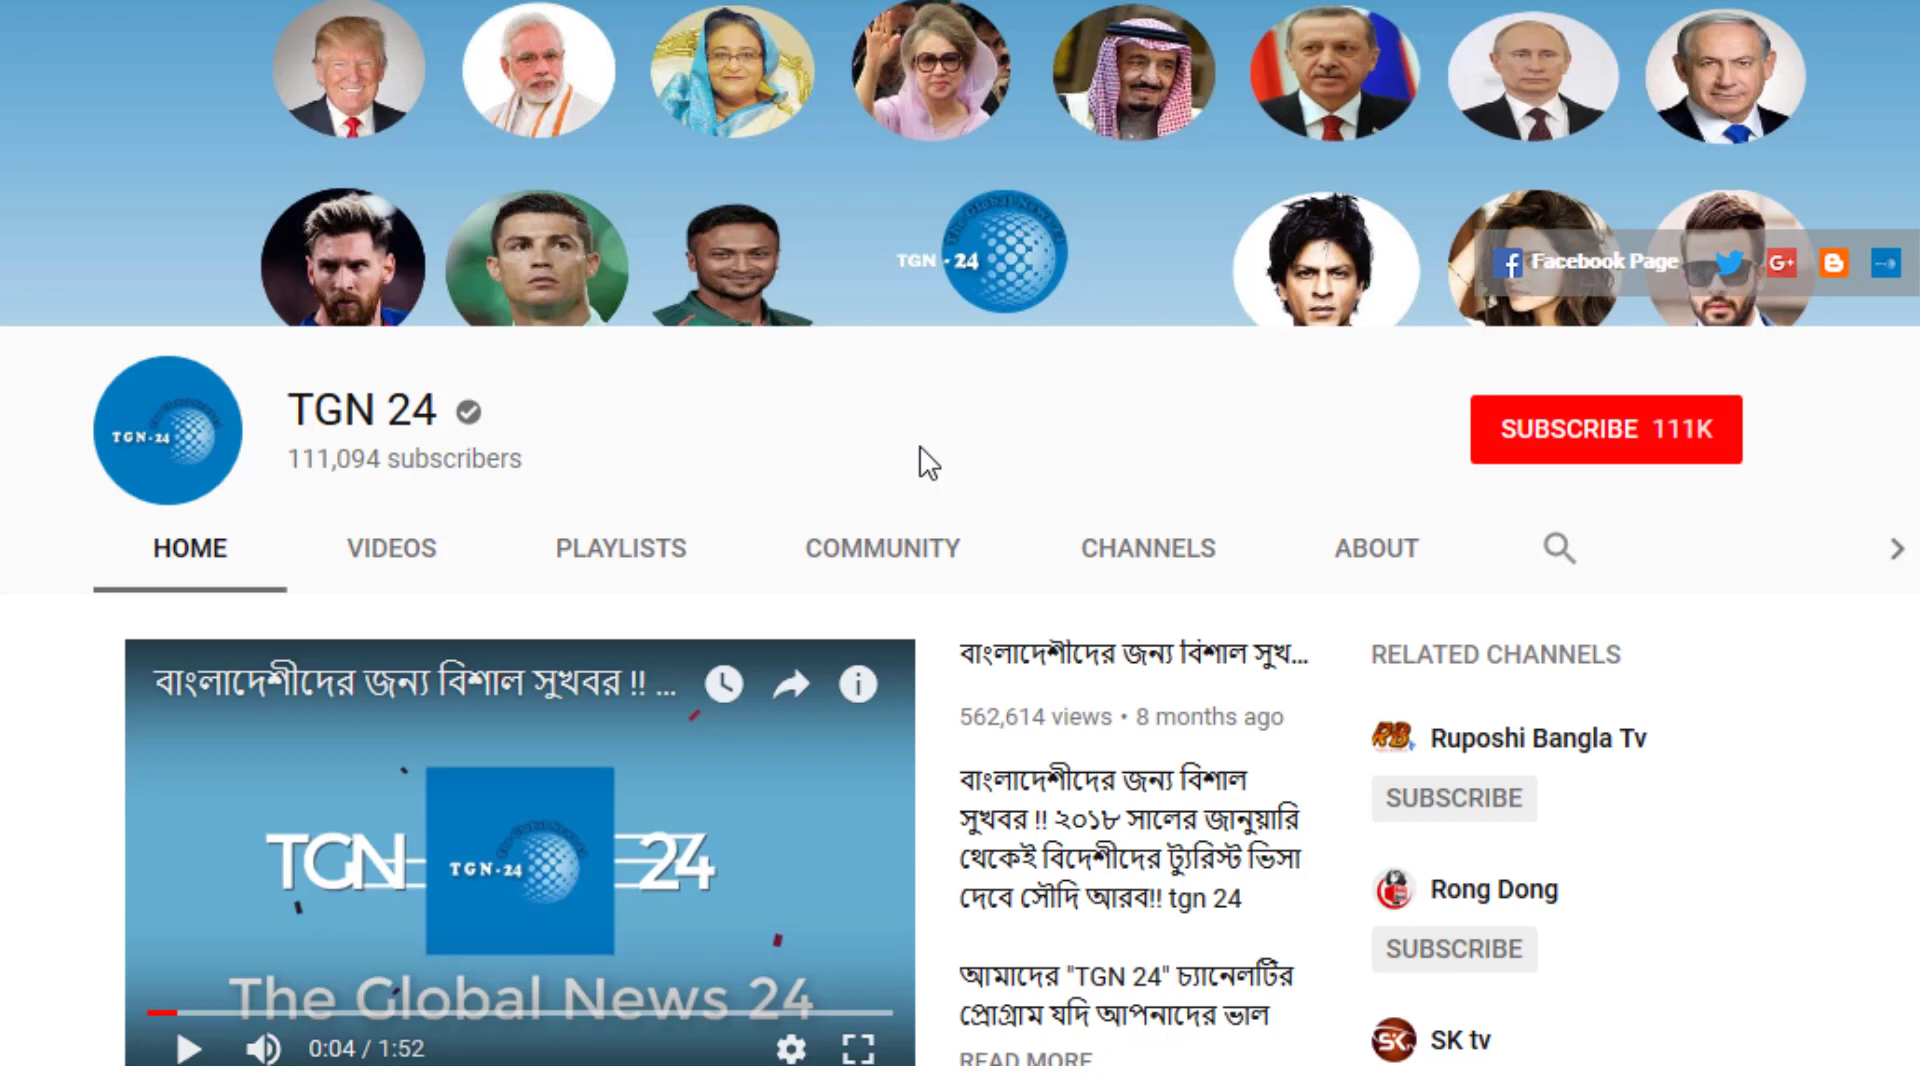 TGN - 24
Facebook Page
TGN-24
TGN 24
111,094 subscribers
SUBSCRIBE 111K
HOME VIDEOS PLAYLISTS COMMUNITY CHANNELS ABOUT
বাংলাদেশীদের জন্য বিশাল সুখবর !! ...
TGN 24
TGN-24
The Global News 24
0:04 / 1:52
বাংলাদেশীদের জন্য বিশাল সুখ...
562,614 views • 8 months ago
বাংলাদেশীদের জন্য বিশাল
সুখবর !! ২০১৮ সালের জানুয়ারি
থেকেই বিদেশীদের ট্যুরিস্ট ভিসা
দেবে সৌদি আরব!! tgn 24
আমাদের "TGN 24" চ্যানেলটির
প্রোগ্রাম যদি আপনাদের ভাল
READ MORE
RELATED CHANNELS
Ruposhi Bangla Tv
SUBSCRIBE
Rong Dong
SUBSCRIBE
SK tv